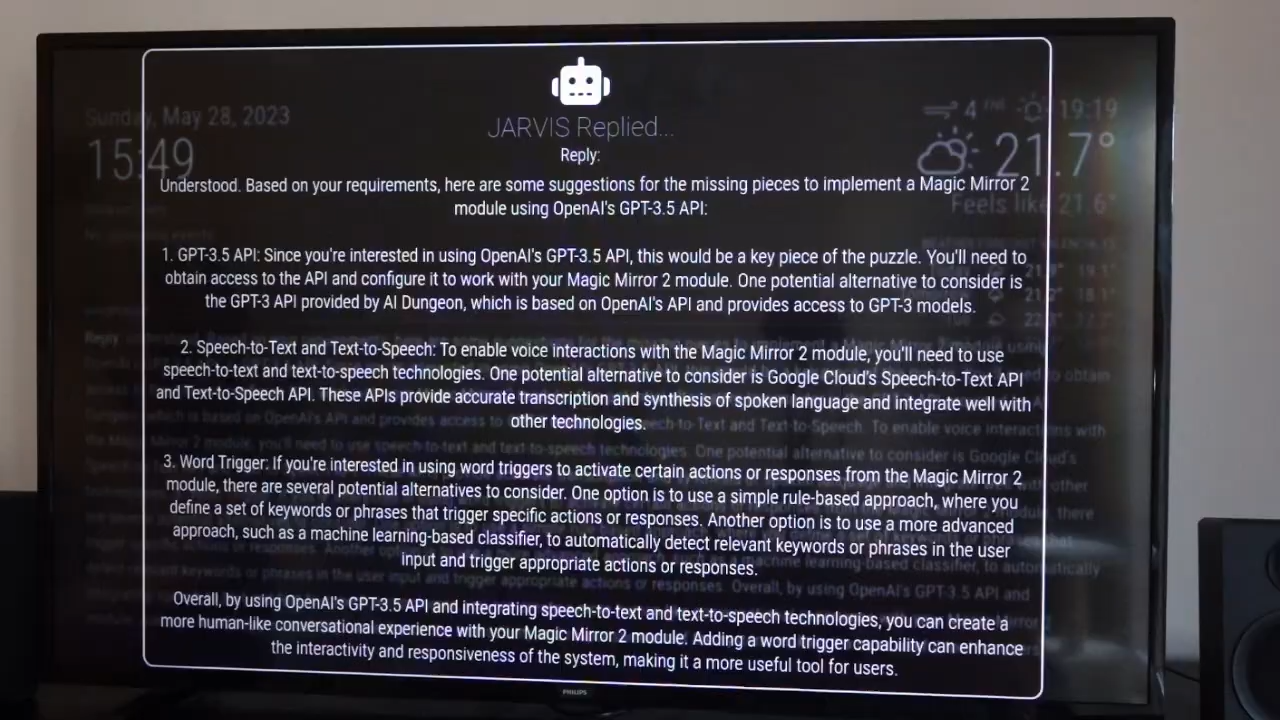 Sunday, May 28, 2023
15:49
4 ENE 19:19
21.7°
Feels like 21.6°
JARVIS Replied...
Reply:
Understood. Based on your requirements, here are some suggestions for the missing pieces to implement a Magic Mirror 2
module using OpenAI's GPT-3.5 API:
1. GPT-3.5 API: Since you're interested in using OpenAI's GPT-3.5 API, this would be a key piece of the puzzle. You'll need to
obtain access to the API and configure it to work with your Magic Mirror 2 module. One potential alternative to consider is
the GPT-3 API provided by AI Dungeon, which is based on OpenAI's API and provides access to GPT-3 models.
2. Speech-to-Text and Text-to-Speech: To enable voice interactions with the Magic Mirror 2 module, you'll need to use
speech-to-text and text-to-speech technologies. One potential alternative to consider is Google Cloud's Speech-to-Text API
and Text-to-Speech API. These APIs provide accurate transcription and synthesis of spoken language and integrate well with
other technologies.
3. Word Trigger: If you're interested in using word triggers to activate certain actions or responses from the Magic Mirror 2
module, there are several potential alternatives to consider. One option is to use a simple rule-based approach, where you
define a set of keywords or phrases that trigger specific actions or responses. Another option is to use a more advanced
approach, such as a machine learning-based classifier, to automatically detect relevant keywords or phrases in the user
input and trigger appropriate actions or responses.
Overall, by using OpenAI's GPT-3.5 API and integrating speech-to-text and text-to-speech technologies, you can create a
more human-like conversational experience with your Magic Mirror 2 module. Adding a word trigger capability can enhance
the interactivity and responsiveness of the system, making it a more useful tool for users.
PHILIPS